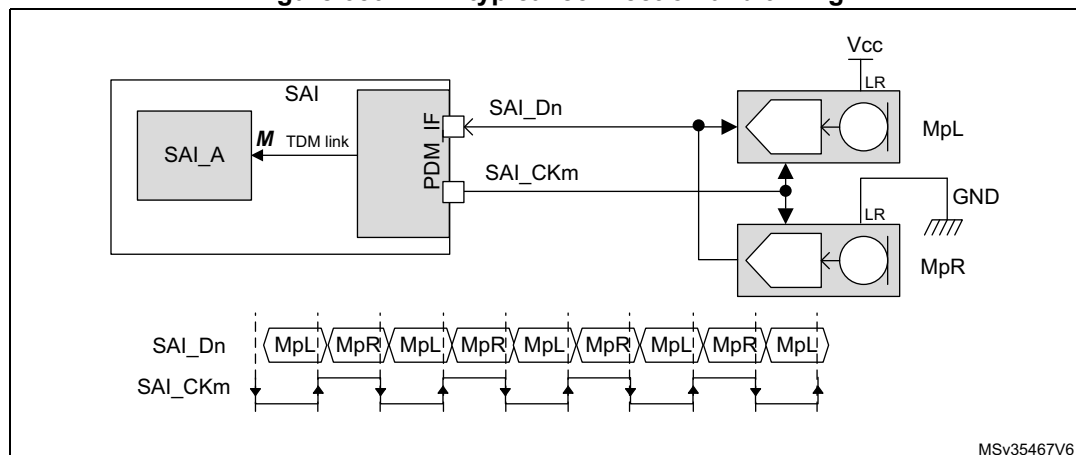 Vcc
SAI
LR
SAI_Dn
MpL
PDM_IF
SAI_A
M TDM link
SAI_CKm
GND
LR
MpR
SAI_Dn MpL MpR MpL MpR MpL MpR MpL MpR MpL
SAI_CKm
MSv35467V6